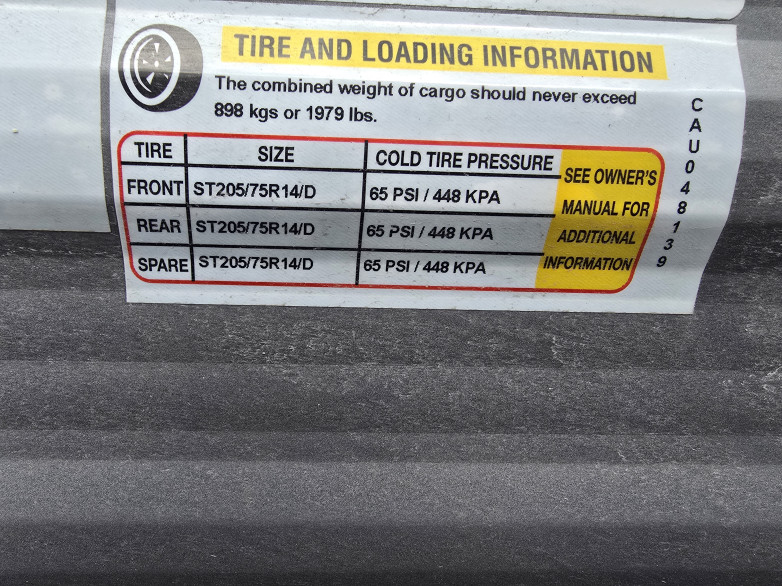 TIRE AND LOADING INFORMATION
The combined weight of cargo should never exceed
898 kgs or 1979 lbs.
TIRE SIZE COLD TIRE PRESSURE
FRONT ST205/75R14/D 65 PSI / 448 KPA
REAR ST205/75R14/D 65 PSI / 448 KPA
SPARE ST205/75R14/D 65 PSI / 448 KPA
SEE OWNER'S
MANUAL FOR
ADDITIONAL
INFORMATION
CAU048139